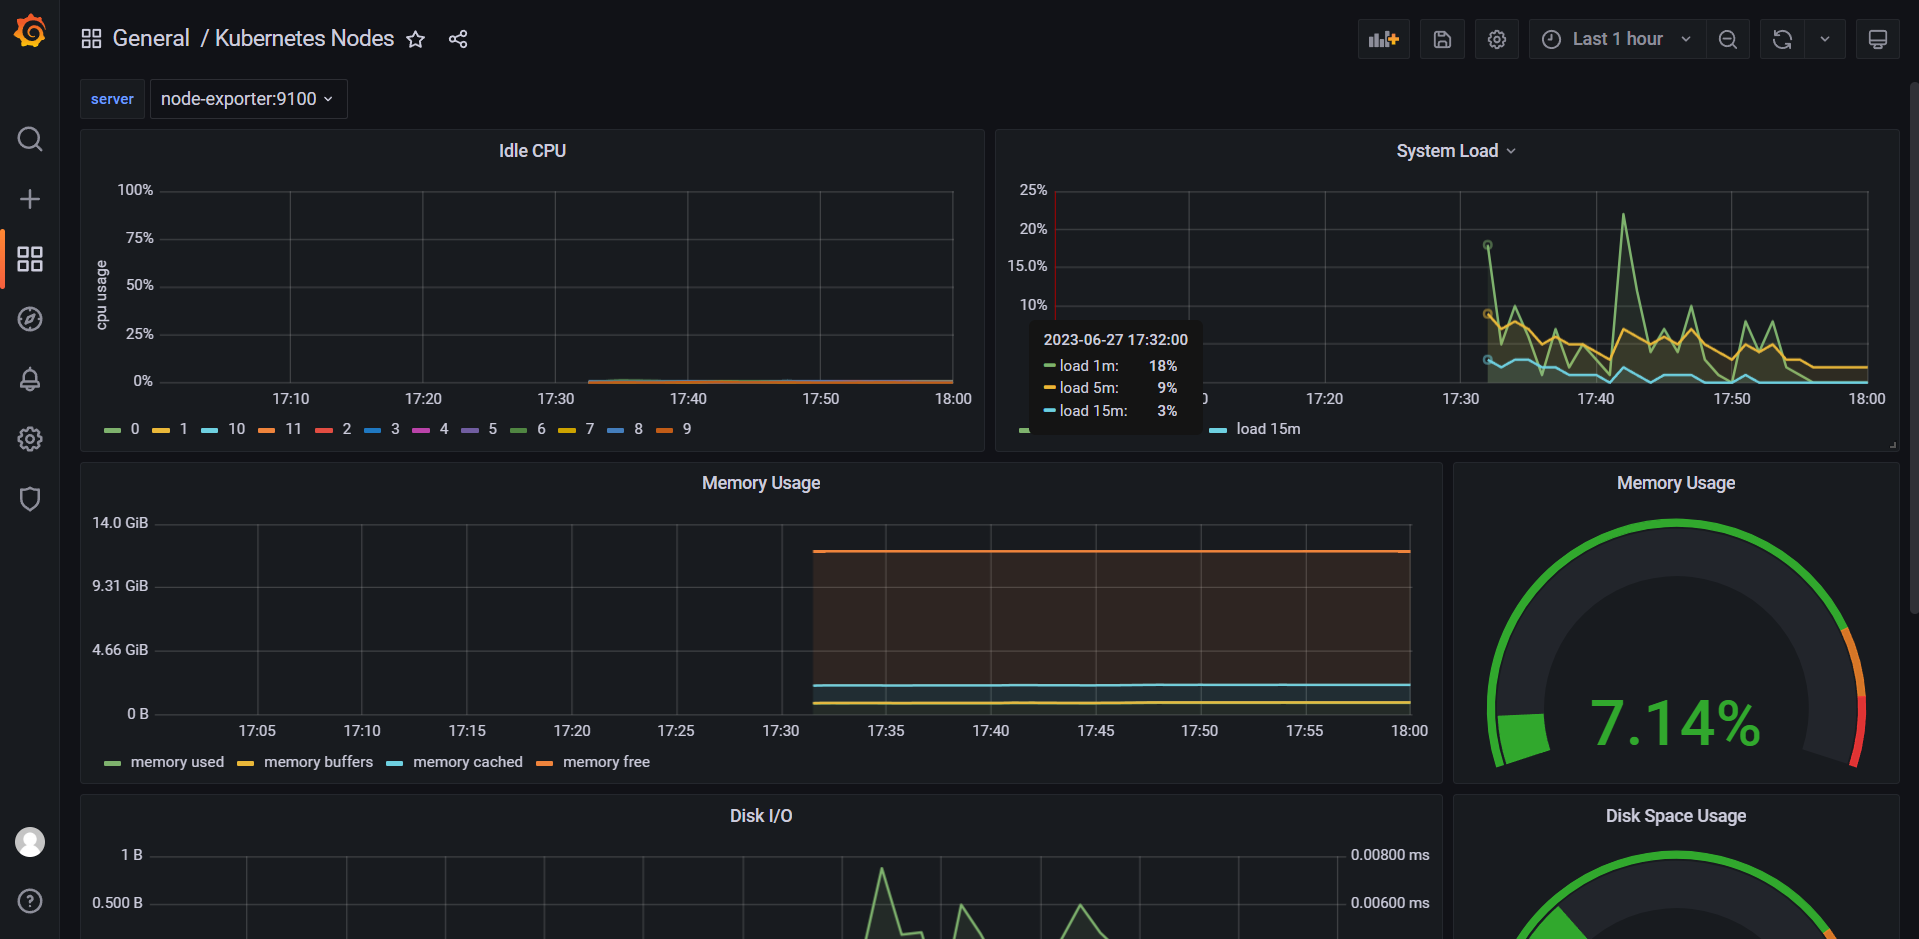 General / Kubernetes Nodes
Last 1 hour
server
node-exporter:9100
Idle CPU
cpu usage
100%
75%
50%
25%
0%
17:10 17:20 17:30 17:40 17:50 18:00
0 1 10 11 2 3 4 5 6 7 8 9
System Load
25%
20%
15.0%
10%
2023-06-27 17:32:00
load 1m: 18%
load 5m: 9%
load 15m: 3%
0 17:20 17:30 17:40 17:50 18:00
load 15m
Memory Usage
14.0 GiB
9.31 GiB
4.66 GiB
0 B
17:05 17:10 17:15 17:20 17:25 17:30 17:35 17:40 17:45 17:50 17:55 18:00
memory used memory buffers memory cached memory free
Memory Usage
7.14%
Disk I/O
1 B
0.500 B
0.00800 ms
0.00600 ms
Disk Space Usage